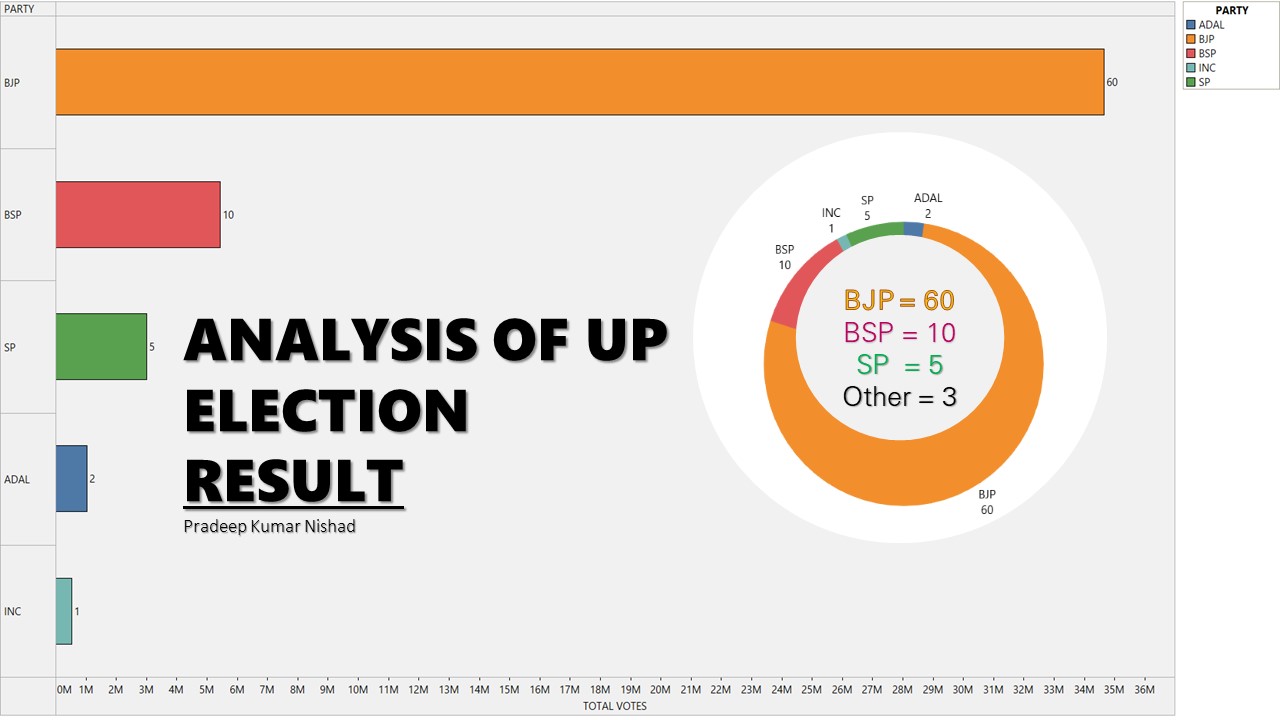 PARTY
BJP
60
BSP
10
SP
5
ADAL
2
INC
1
0M 1M 2M 3M 4M 5M 6M 7M 8M 9M 10M 11M 12M 13M 14M 15M 16M 17M 18M 19M 20M 21M 22M 23M 24M 25M 26M 27M 28M 29M 30M 31M 32M 33M 34M 35M 36M
TOTAL VOTES
ANALYSIS OF UP
ELECTION
RESULT
Pradeep Kumar Nishad
BSP
10
INC
1
SP
5
ADAL
2
BJP = 60
BSP = 10
SP = 5
Other = 3
BJP
60
PARTY
ADAL
BJP
BSP
INC
SP